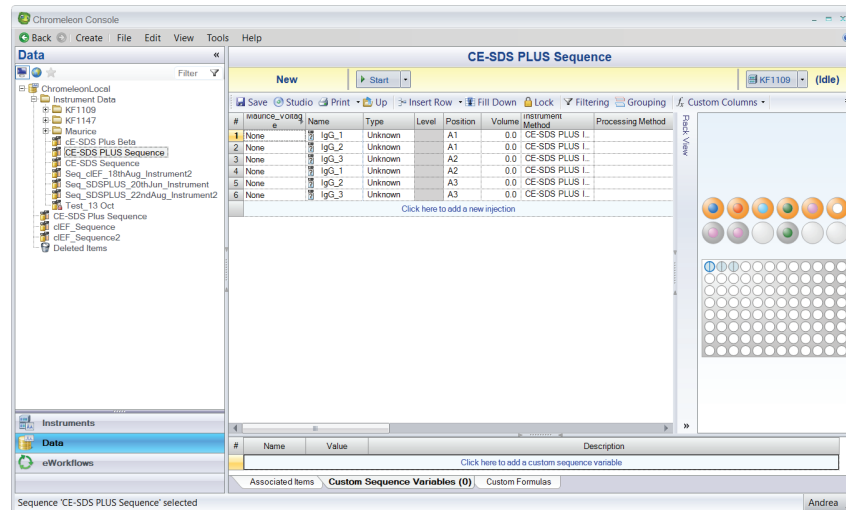 Chromeleon Console
Back Create File Edit View Tools Help
Data «
CE-SDS PLUS Sequence
Filter
New Start KF1109 (Idle)
Save Studio Print Up Insert Row Fill Down Lock Filtering Grouping Custom Columns
ChromeleonLocal
Instrument Data
KF1109
KF1147
Maurice
cE-SDS Plus Beta
CE-SDS PLUS Sequence
CE-SDS Sequence
Seq_cIEF_18thAug_Instrument2
Seq_SDSPLUS_20thJun_Instrument
Seq_SDSPLUS_22ndAug_Instrument2
Test_13 Oct
CE-SDS Plus Sequence
cIEF_Sequence
cIEF_Sequence2
Deleted Items
# Maurice_Voltage Name Type Level Position Volume Instrument Method Processing Method
1 None IgG_1 Unknown A1 0.0 CE-SDS PLUS I...
2 None IgG_2 Unknown A1 0.0 CE-SDS PLUS I...
3 None IgG_3 Unknown A2 0.0 CE-SDS PLUS I...
4 None IgG_1 Unknown A2 0.0 CE-SDS PLUS I...
5 None IgG_2 Unknown A3 0.0 CE-SDS PLUS I...
6 None IgG_3 Unknown A3 0.0 CE-SDS PLUS I...
Click here to add a new injection
Rack View
»
Instruments
Data
eWorkflows
# Name Value Description
Click here to add a custom sequence variable
Associated Items Custom Sequence Variables (0) Custom Formulas
Sequence 'CE-SDS PLUS Sequence' selected Andrea